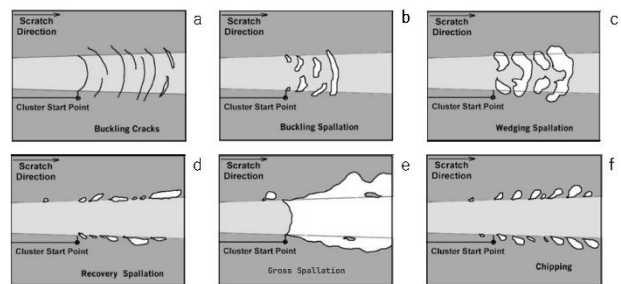 Scratch
Direction
a
Cluster Start Point
Buckling Cracks
Scratch
Direction
b
Cluster Start Point
Buckling Spallation
Scratch
Direction
c
Cluster Start Point
Wedging Spallation
Scratch
Direction
d
Cluster Start Point
Recovery Spallation
Scratch
Direction
e
Cluster Start Point
Gross Spallation
Scratch
Direction
f
Cluster Start Point
Chipping